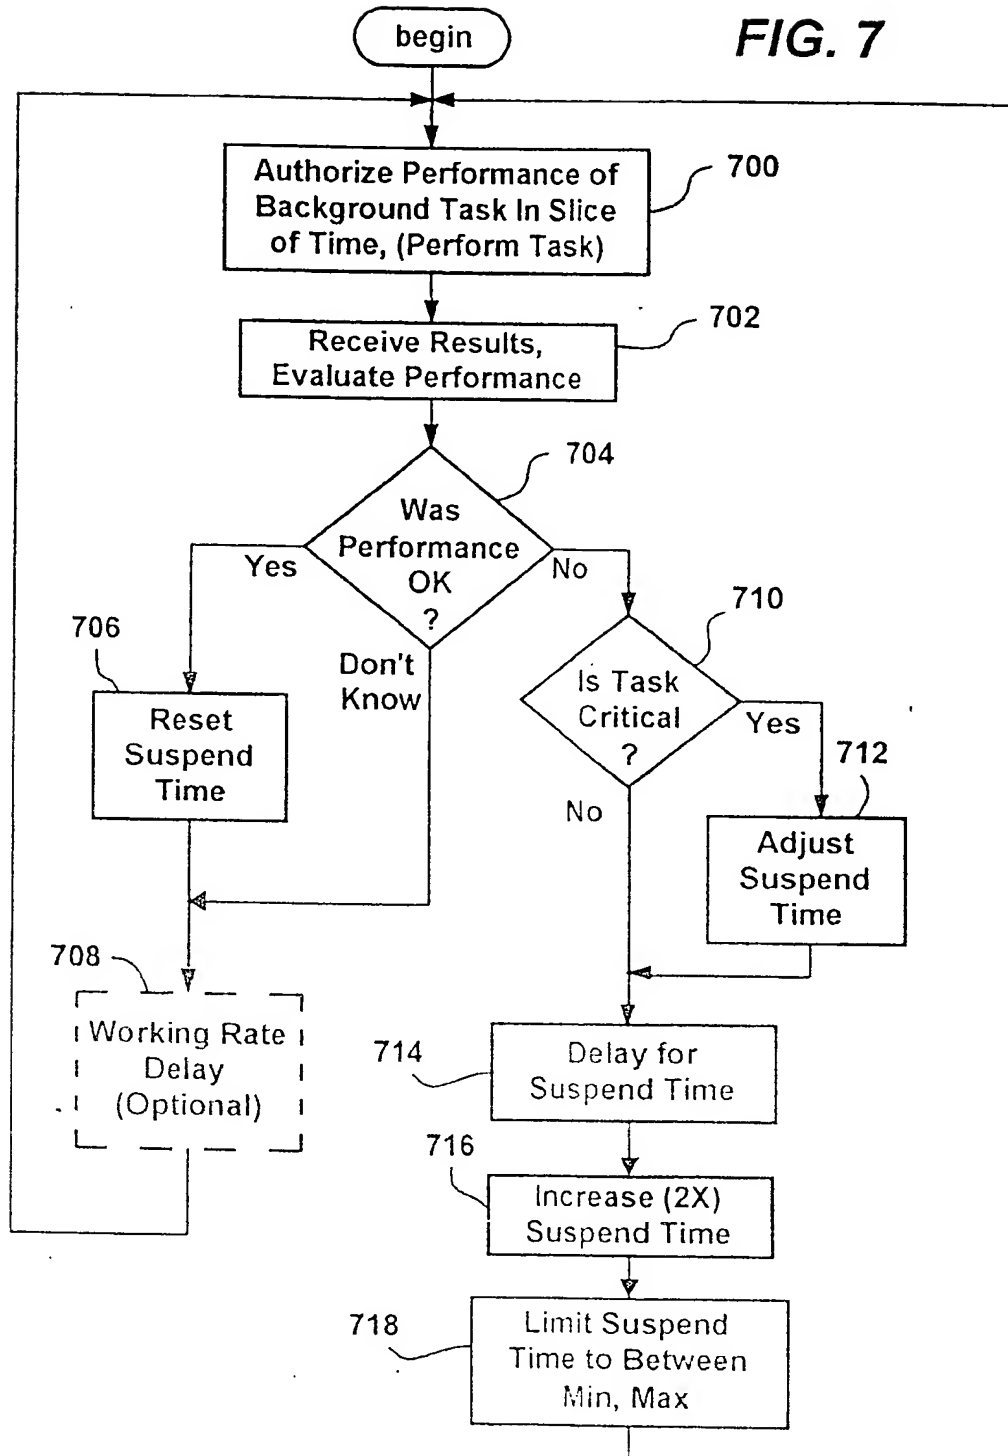 begin
FIG. 7
Authorize Performance of
Background Task In Slice
of Time, (Perform Task)
700
Receive Results,
Evaluate Performance
702
704
Was
Performance
OK
?
Yes
No
Don't
Know
706
Reset
Suspend
Time
710
Is Task
Critical
?
Yes
No
712
Adjust
Suspend
Time
708
Working Rate
Delay
(Optional)
714
Delay for
Suspend Time
716
Increase (2X)
Suspend Time
718
Limit Suspend
Time to Between
Min, Max